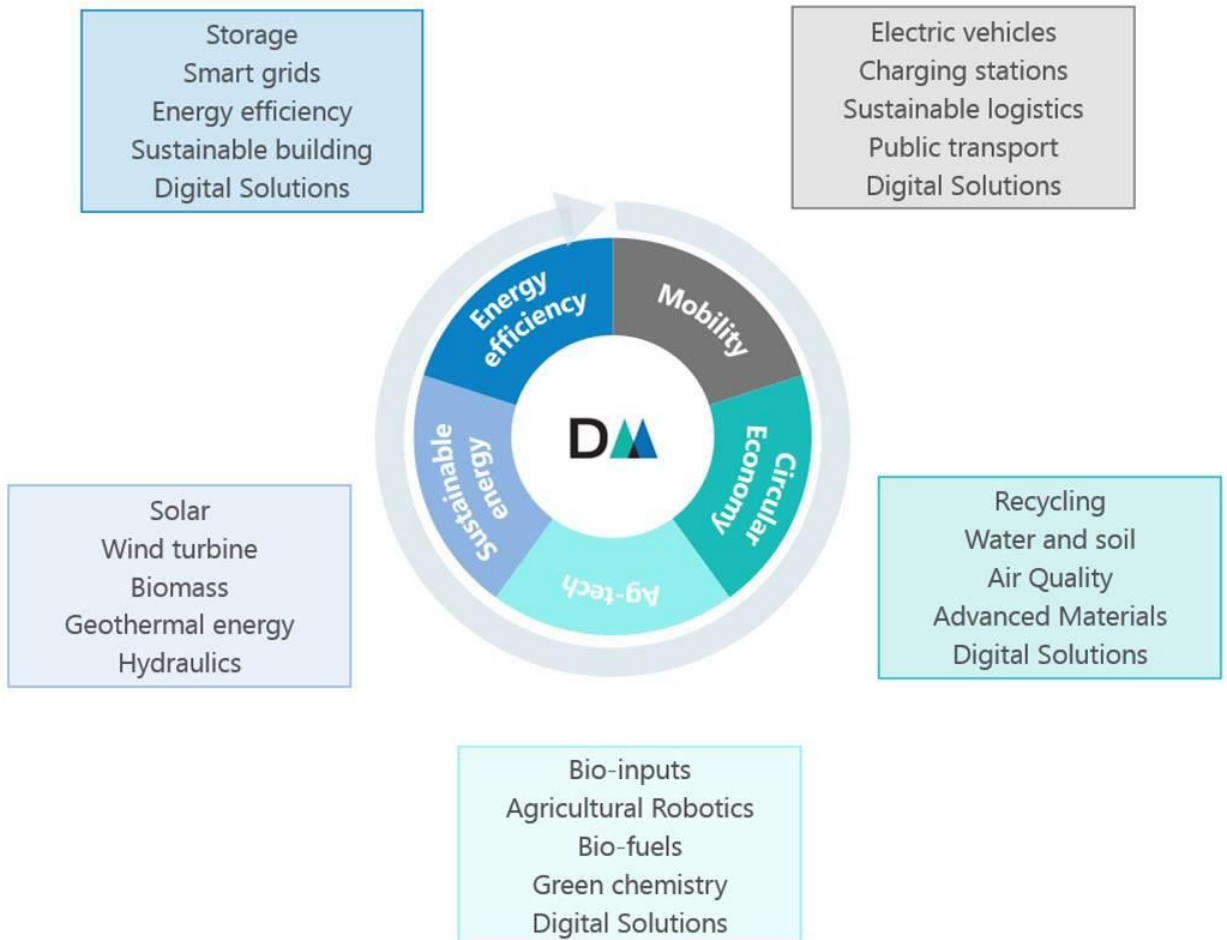 Storage
Smart grids
Energy efficiency
Sustainable building
Digital Solutions
Electric vehicles
Charging stations
Sustainable logistics
Public transport
Digital Solutions
Energy
efficiency
Mobility
Circular
Economy
Ag-tech
Sustainable
energy
DM
Solar
Wind turbine
Biomass
Geothermal energy
Hydraulics
Recycling
Water and soil
Air Quality
Advanced Materials
Digital Solutions
Bio-inputs
Agricultural Robotics
Bio-fuels
Green chemistry
Digital Solutions